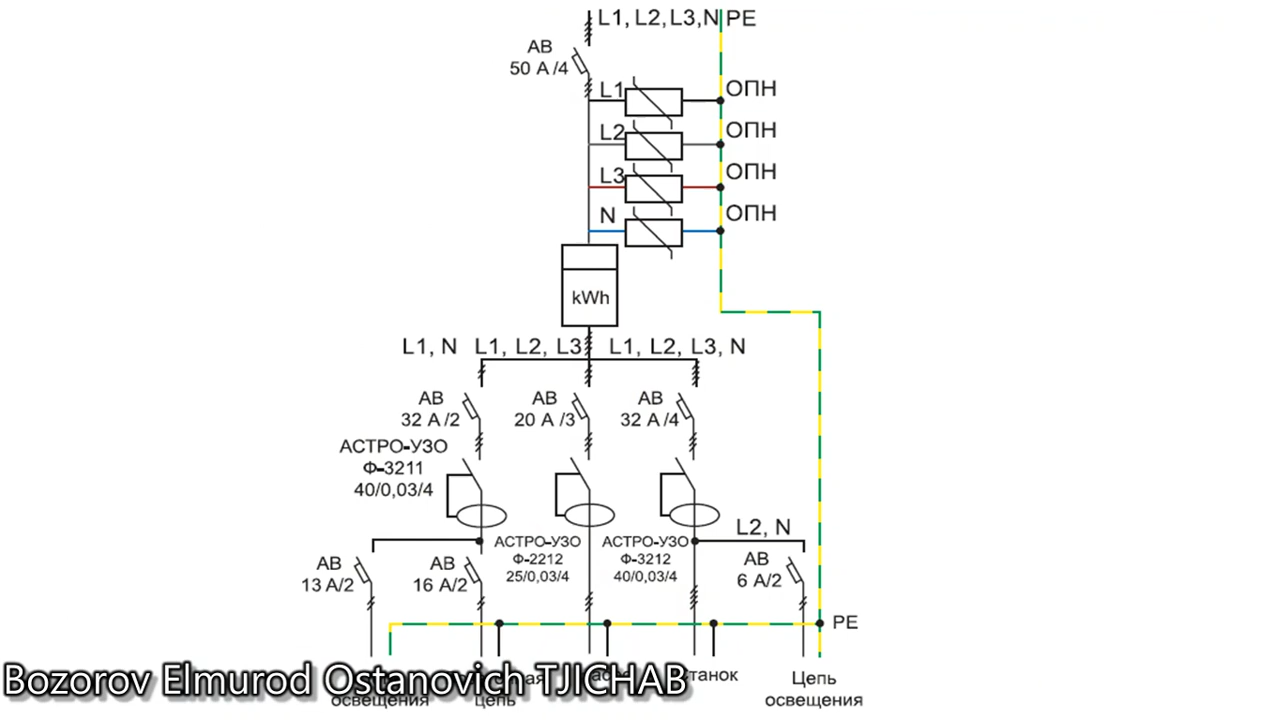 L1, L2, L3, N PE
АВ
50 А /4
L1 ОПН
L2 ОПН
L3 ОПН
N ОПН
kWh
L1, N L1, L2, L3 L1, L2, L3, N
АВ АВ АВ
32 А /2 20 А /3 32 А /4
АСТРО-УЗО
Ф-3211
40/0,03/4
L2, N
АСТРО-УЗО АСТРО-УЗО
Ф-2212 Ф-3212
25/0,03/4 40/0,03/4
АВ АВ АВ
13 А/2 16 А/2 6 А/2
PE
Bozorov Elmurod Ostanovich TJICHAB
Цепь
освещения цепь освещения